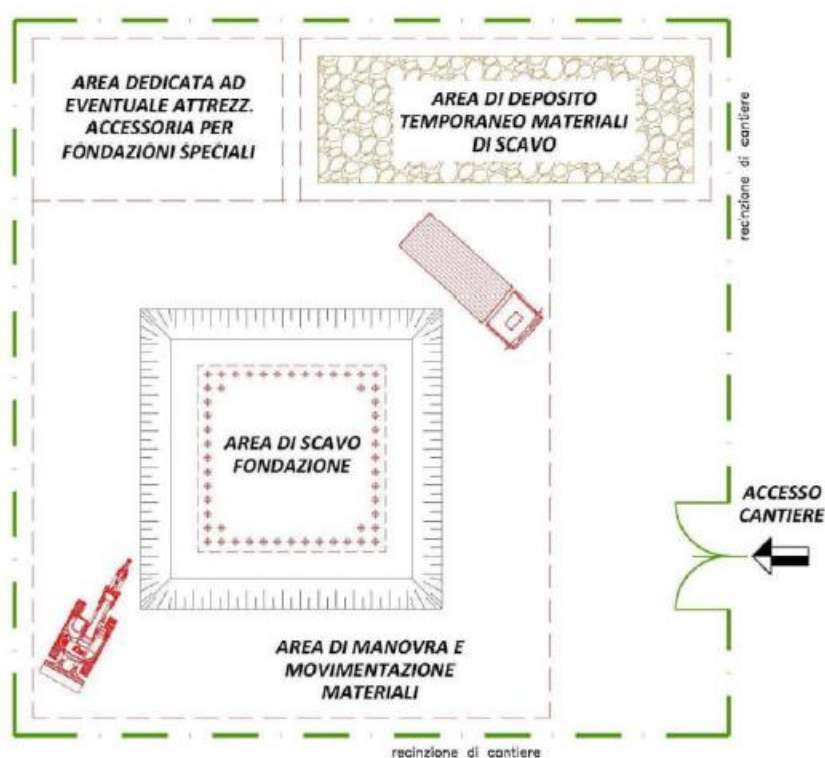 AREA DEDICATA AD
EVENTUALE ATTREZZ.
ACCESSORIA PER
FONDAZIONI SPECIALI
AREA DI DEPOSITO
TEMPORANEO MATERIALI
DI SCAVO
recinzione di cantiere
AREA DI SCAVO
FONDAZIONE
ACCESSO
CANTIERE
AREA DI MANOVRA E
MOVIMENTAZIONE
MATERIALI
recinzione di cantiere